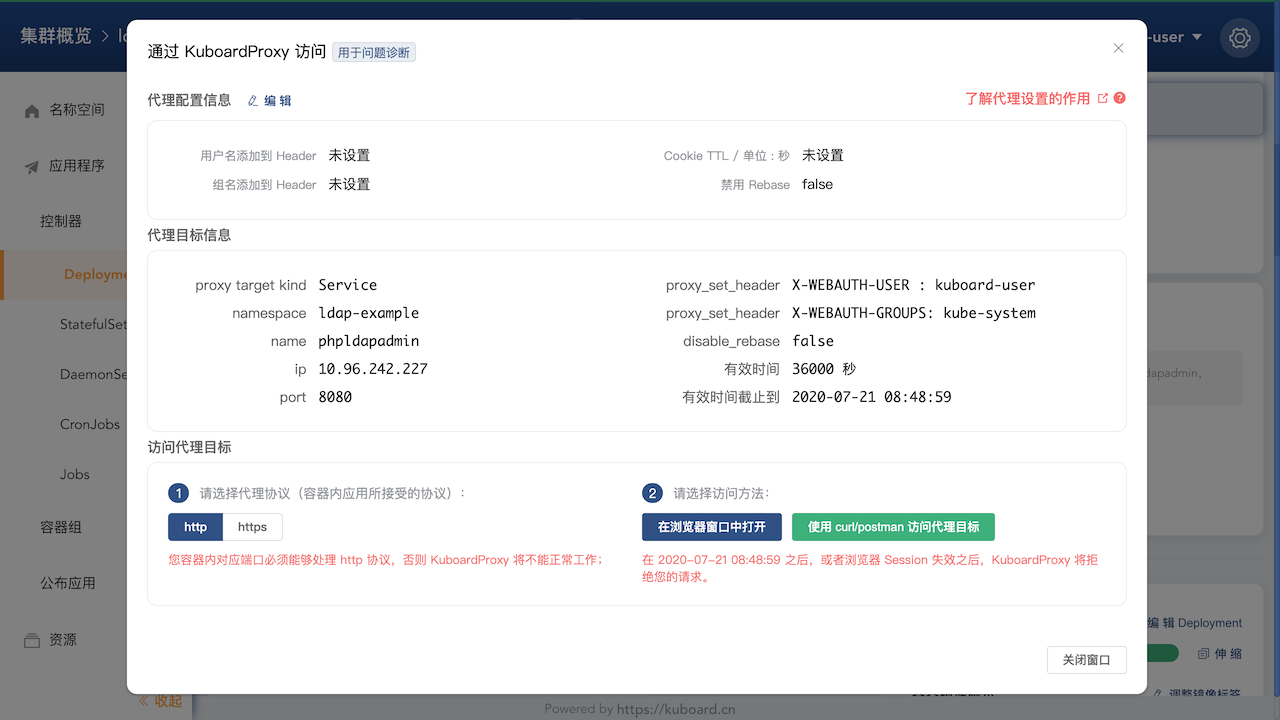 集群概览 >
-user
通过 KuboardProxy 访问 用于问题诊断
代理配置信息 编 辑
了解代理设置的作用
用户名添加到 Header 未设置
Cookie TTL / 单位 : 秒 未设置
组名添加到 Header 未设置
禁用 Rebase false
代理目标信息
proxy target kind Service
proxy_set_header X-WEBAUTH-USER : kuboard-user
namespace ldap-example
proxy_set_header X-WEBAUTH-GROUPS: kube-system
name phpldapadmin
disable_rebase false
ip 10.96.242.227
有效时间 36000 秒
port 8080
有效时间截止到 2020-07-21 08:48:59
访问代理目标
1 请选择代理协议（容器内应用所接受的协议）：
2 请选择访问方法：
http https
在浏览器窗口中打开 使用 curl/postman 访问代理目标
您容器内对应端口必须能够处理 http 协议，否则 KuboardProxy 将不能正常工作；
在 2020-07-21 08:48:59 之后，或者浏览器 Session 失效之后，KuboardProxy 将拒
绝您的请求。
关闭窗口
名称空间
应用程序
控制器
Deployme
StatefulSet
DaemonSe
CronJobs
Jobs
容器组
公布应用
资源
收起
dapadmin,
编 辑 Deployment
伸 缩
调整镜像标签
Powered by https://kuboard.cn